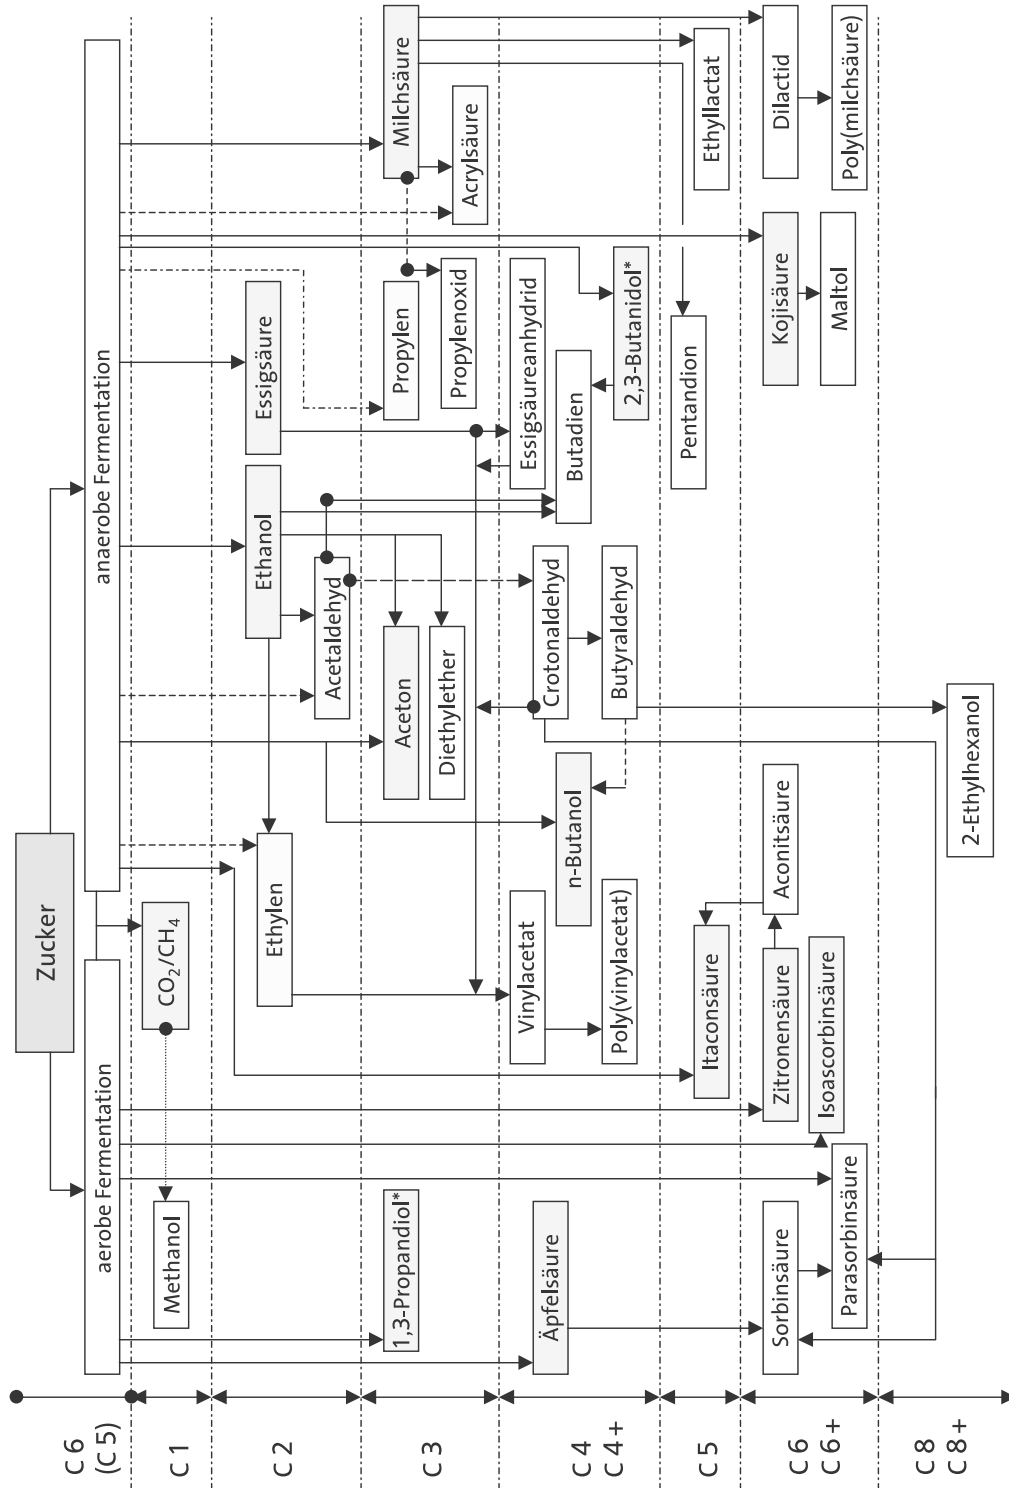 Zucker
aerobe Fermentation
anaerobe Fermentation
C 6
(C 5)
C 1
Methanol
CO₂/CH₄
C 2
Ethylen
Ethanol
Essigsäure
Acetaldehyd
C 3
1,3-Propandiol*
Aceton
Propylen
Milchsäure
Diethylether
Propylenoxid
Acrylsäure
C 4
C 4+
Äpfelsäure
Vinylacetat
Crotonaldehyd
Essigsäureanhydrid
n-Butanol
Butadien
Poly(vinylacetat)
Butyraldehyd
2,3-Butanidol*
C 5
Itaconsäure
Pentandion
Ethyllactat
C 6
C 6+
Sorbinsäure
Zitronensäure
Aconitsäure
Kojisäure
Dilactid
Isoascorbinsäure
Maltol
Parasorbinsäure
Poly(milchsäure)
C 8
C 8+
2-Ethylhexanol